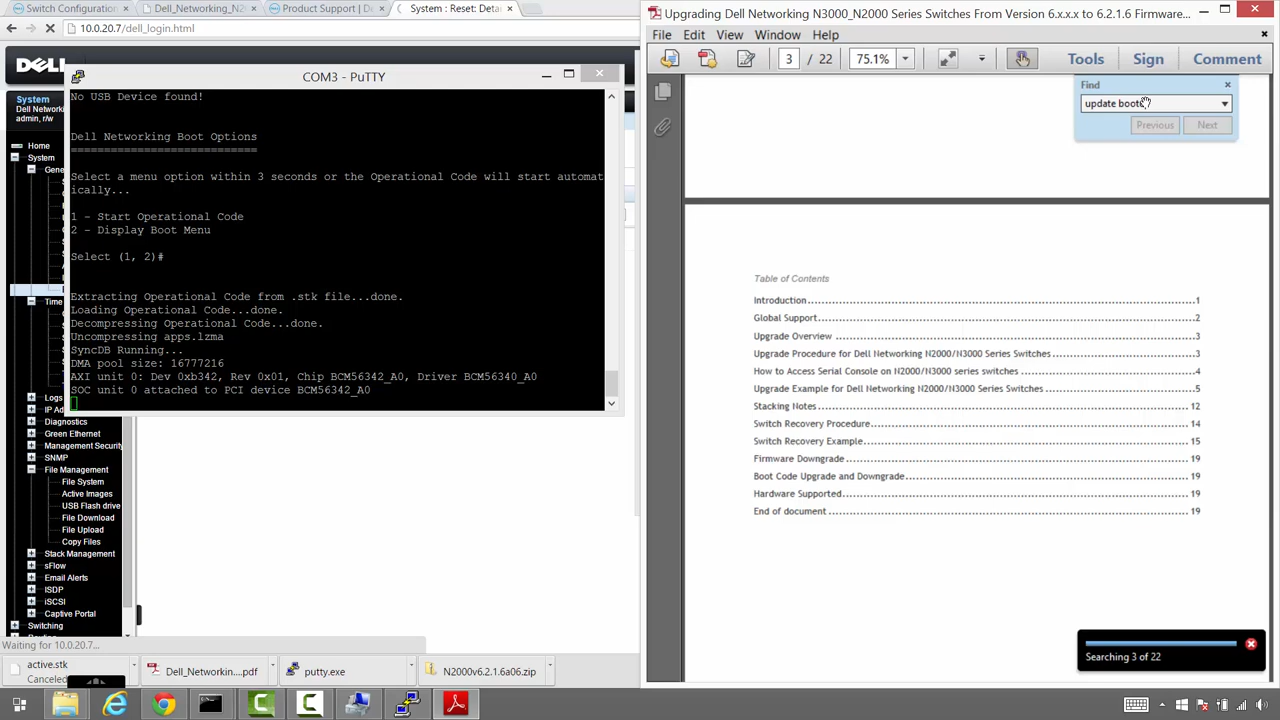 Switch Configuration
Dell_Networking_N2
Product Support | De
System : Reset: Detai
10.0.20.7/dell_login.html
DELL
System
Dell Networki
admin, r/w
Home
System
Gene
Time
Logs
IP Ad
Diagnostics
Green Ethernet
Management Security
SNMP
File Management
File System
Active Images
USB Flash drive
File Download
File Upload
Copy Files
Stack Management
sFlow
Email Alerts
ISDP
iSCSI
Captive Portal
Switching
Waiting for 10.0.20.7...
COM3 - PuTTY
No USB Device found!
Dell Networking Boot Options
============================
Select a menu option within 3 seconds or the Operational Code will start automat
ically...
1 - Start Operational Code
2 - Display Boot Menu
Select (1, 2)#
Extracting Operational Code from .stk file...done.
Loading Operational Code...done.
Decompressing Operational Code...done.
Uncompressing apps.lzma
SyncDB Running...
DMA pool size: 16777216
AXI unit 0: Dev 0xb342, Rev 0x01, Chip BCM56342_A0, Driver BCM56340_A0
SOC unit 0 attached to PCI device BCM56342_A0
Upgrading Dell Networking N3000_N2000 Series Switches From Version 6.x.x.x to 6.2.1.6 Firmware...
File Edit View Window Help
3 / 22 75.1% Tools Sign Comment
Find
update bootc
Previous Next
Table of Contents
Introduction 1
Global Support 2
Upgrade Overview 3
Upgrade Procedure for Dell Networking N2000/N3000 Series Switches 3
How to Access Serial Console on N2000/N3000 series switches 4
Upgrade Example for Dell Networking N2000/N3000 Series switches 5
Stacking Notes 12
Switch Recovery Procedure 14
Switch Recovery Example 15
Firmware Downgrade 19
Boot Code Upgrade and Downgrade 19
Hardware Supported 19
End of document 19
Searching 3 of 22
active.stk
Canceled
Dell_Networkin....pdf
putty.exe
N2000v6.2.1.6a06.zip